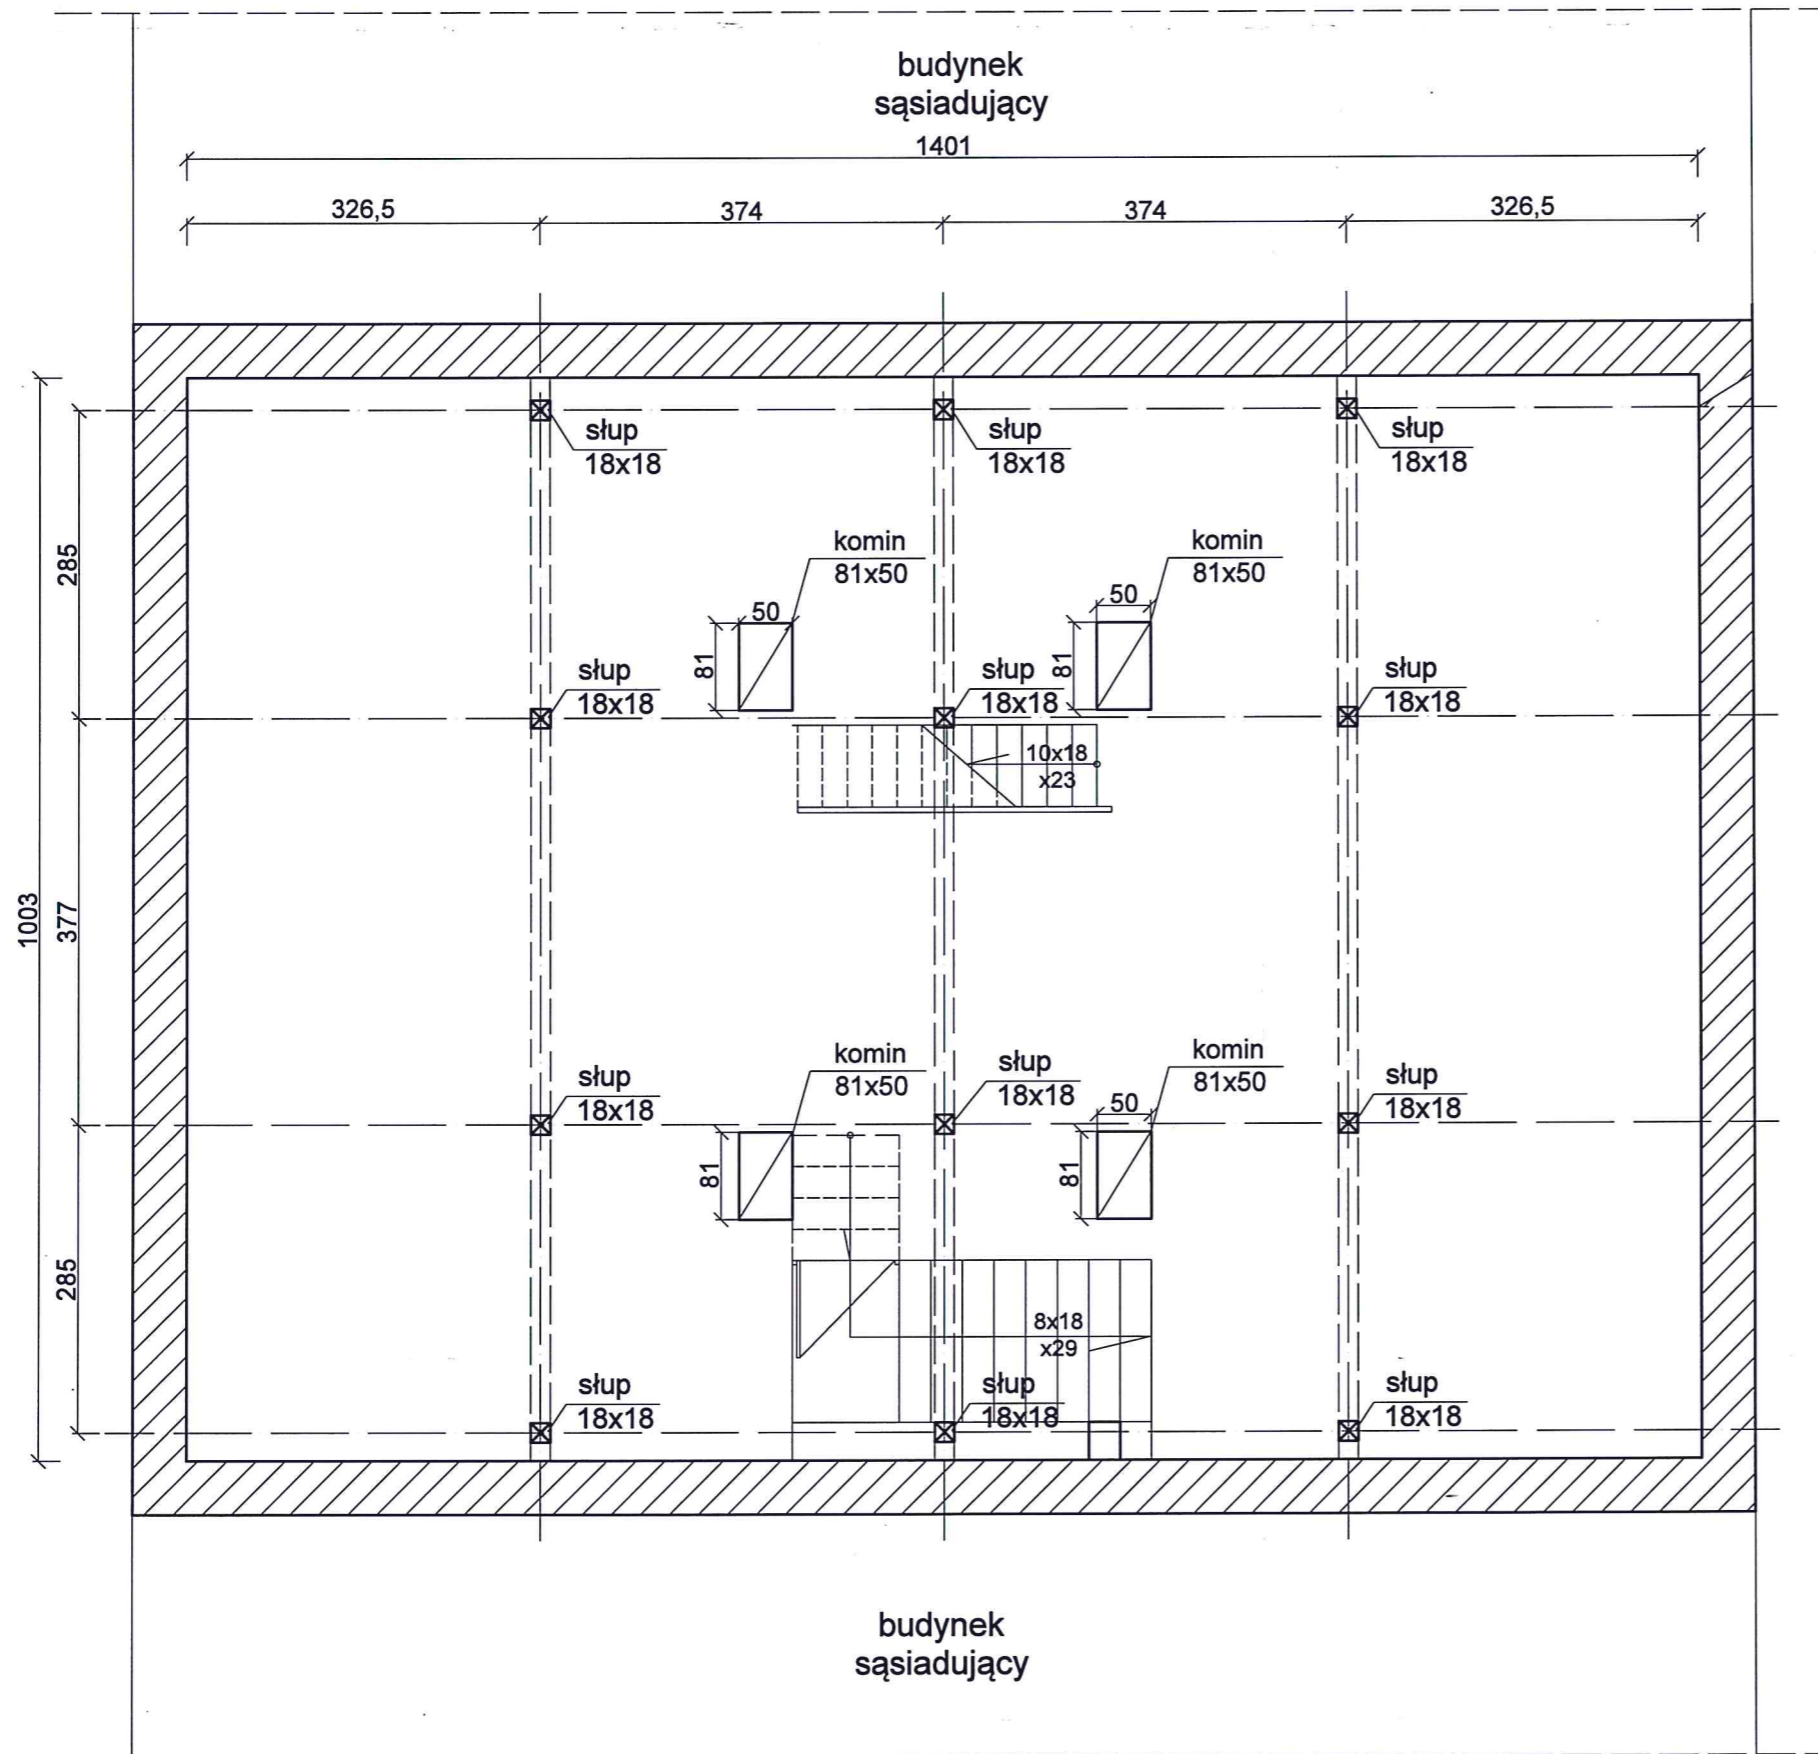 budynek
sąsiadujący
1401
326,5
374
374
326,5
słup
18x18
słup
18x18
słup
18x18
285
komin
81x50
komin
81x50
50
50
81
81
słup
18x18
słup
18x18
słup
18x18
10x18
x23
1003
377
komin
81x50
słup
18x18
komin
81x50
słup
18x18
słup
18x18
50
81
81
285
8x18
x29
słup
18x18
słup
18x18
słup
18x18
budynek
sąsiadujący